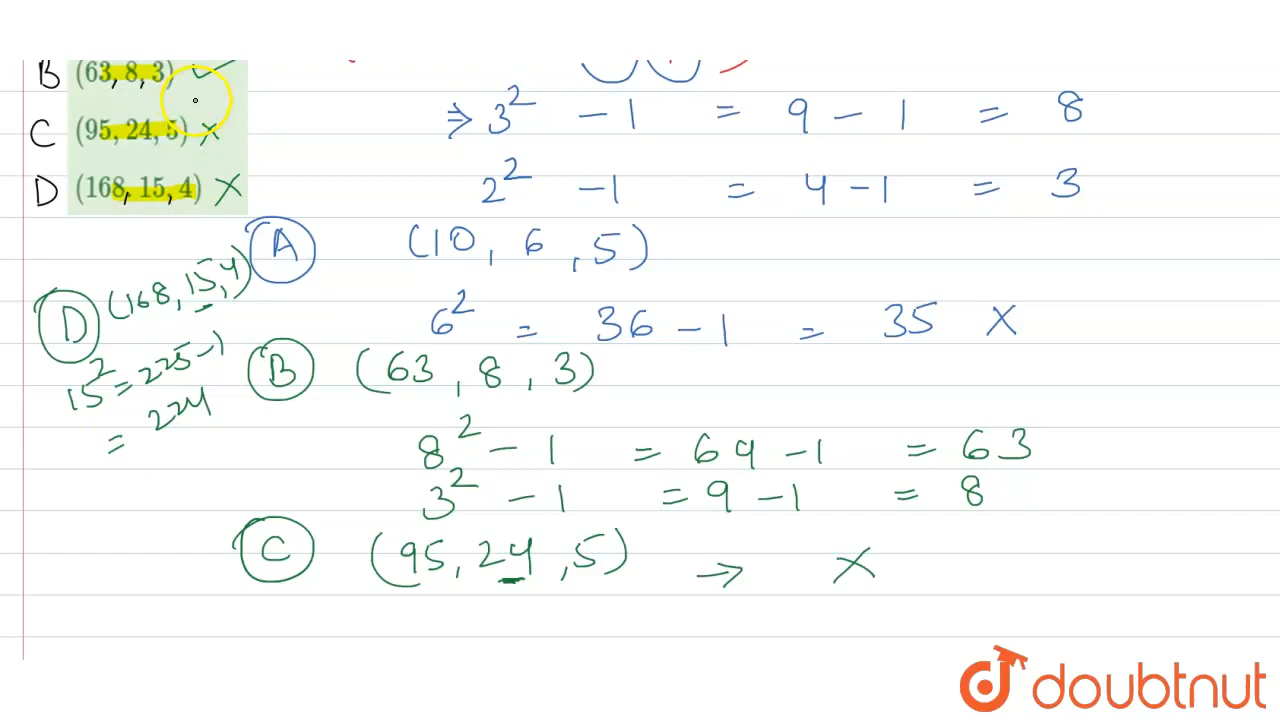 B (63, 8, 3) ✓
⇒ 3² - 1 = 9 - 1 = 8
C (95, 24, 5) X
D (168, 15, 4) X
2² - 1 = 4 - 1 = 3
A (10, 6, 5)
D (168, 15, 4)
6² = 36 - 1 = 35 X
15² = 225 - 1
= 224
B (63, 8, 3)
8² - 1 = 64 - 1 = 63
3² - 1 = 9 - 1 = 8
C (95, 24, 5) → X
doubtnut